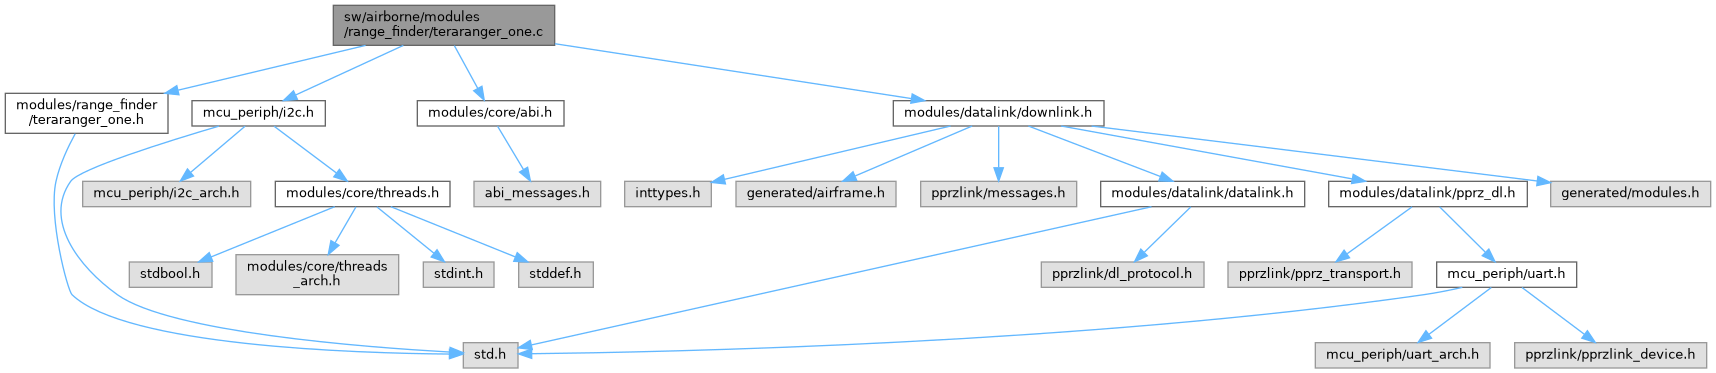 sw/airborne/modules
/range_finder/teraranger_one.c
modules/range_finder
/teraranger_one.h
mcu_periph/i2c.h
modules/core/abi.h
modules/datalink/downlink.h
mcu_periph/i2c_arch.h
modules/core/threads.h
abi_messages.h
inttypes.h
generated/airframe.h
pprzlink/messages.h
modules/datalink/datalink.h
modules/datalink/pprz_dl.h
generated/modules.h
stdbool.h
modules/core/threads
_arch.h
stdint.h
stddef.h
pprzlink/dl_protocol.h
pprzlink/pprz_transport.h
mcu_periph/uart.h
std.h
mcu_periph/uart_arch.h
pprzlink/pprzlink_device.h